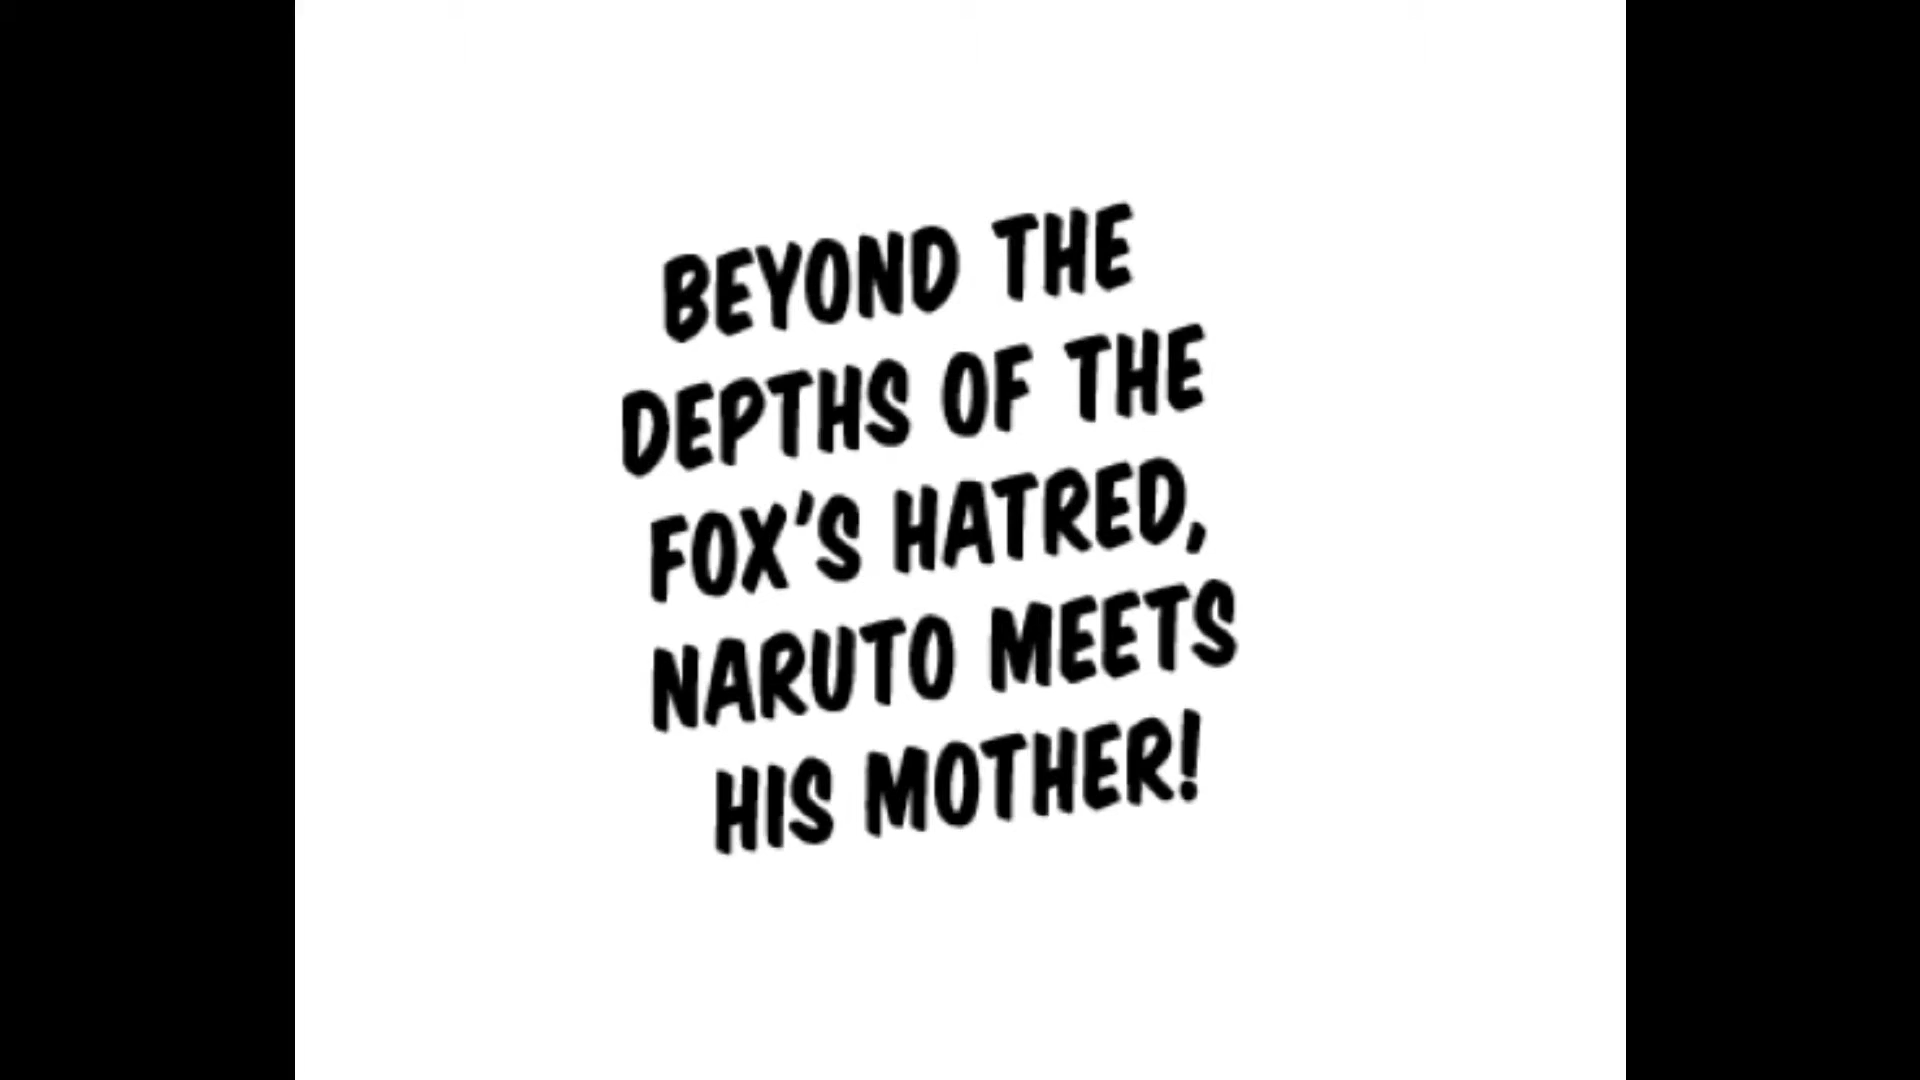 BEYOND THE
DEPTHS OF THE
FOX'S HATRED,
NARUTO MEETS
HIS MOTHER!